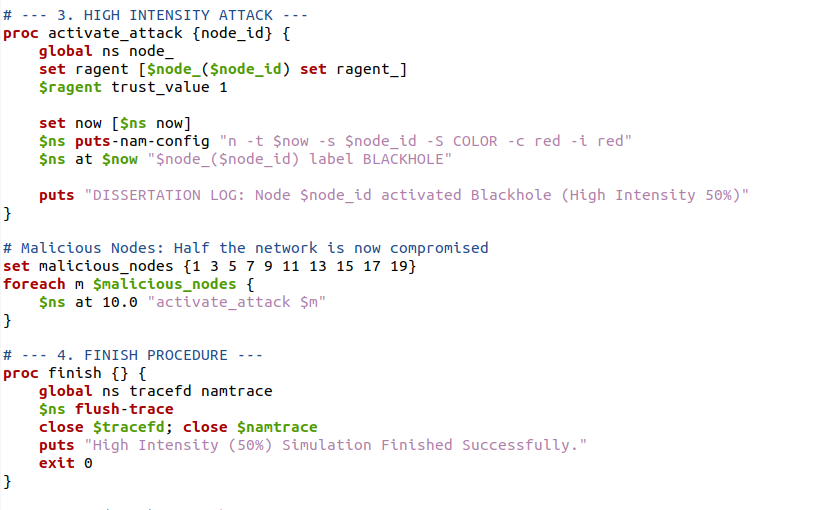 # --- 3. HIGH INTENSITY ATTACK ---
proc activate_attack {node_id} {
    global ns node_
    set ragent [$node_($node_id) set ragent_]
    $ragent trust_value 1

    set now [$ns now]
    $ns puts-nam-config "n -t $now -s $node_id -S COLOR -c red -i red"
    $ns at $now "$node_($node_id) label BLACKHOLE"

    puts "DISSERTATION LOG: Node $node_id activated Blackhole (High Intensity 50%)"
}

# Malicious Nodes: Half the network is now compromised
set malicious_nodes {1 3 5 7 9 11 13 15 17 19}
foreach m $malicious_nodes {
    $ns at 10.0 "activate_attack $m"
}

# --- 4. FINISH PROCEDURE ---
proc finish {} {
    global ns tracefd namtrace
    $ns flush-trace
    close $tracefd; close $namtrace
    puts "High Intensity (50%) Simulation Finished Successfully."
    exit 0
}